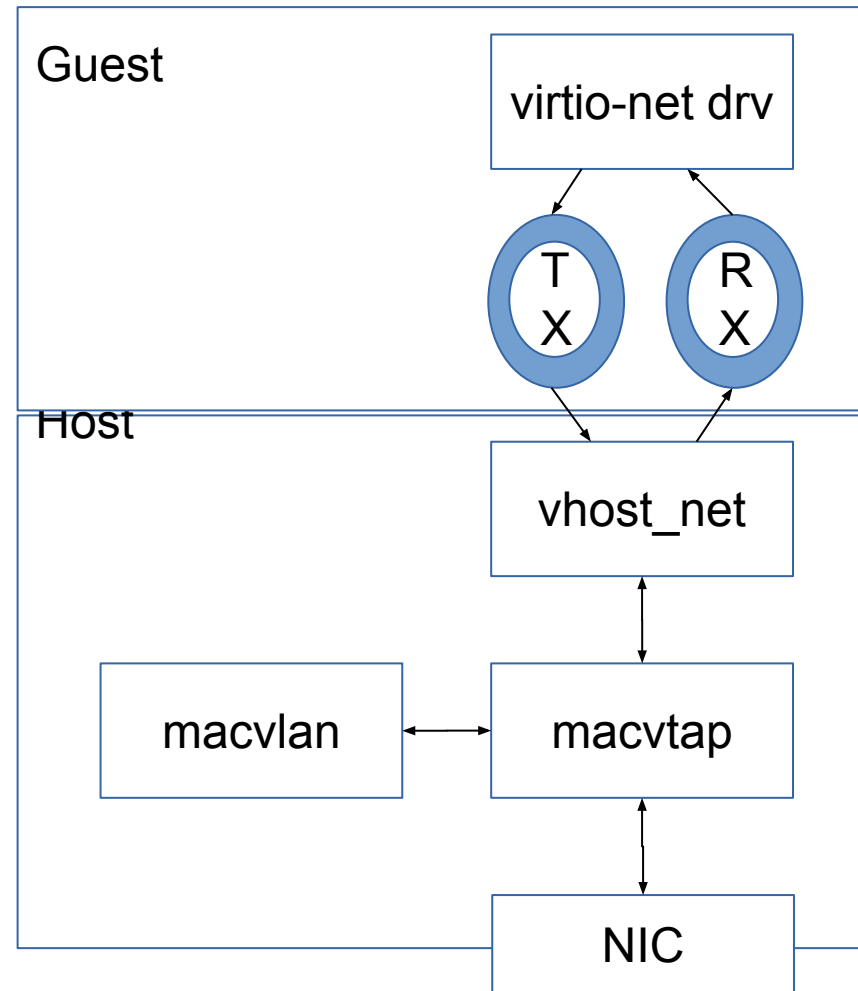 Guest
virtio-net drv
T
X
R
X
Host
vhost_net
macvlan
macvtap
NIC